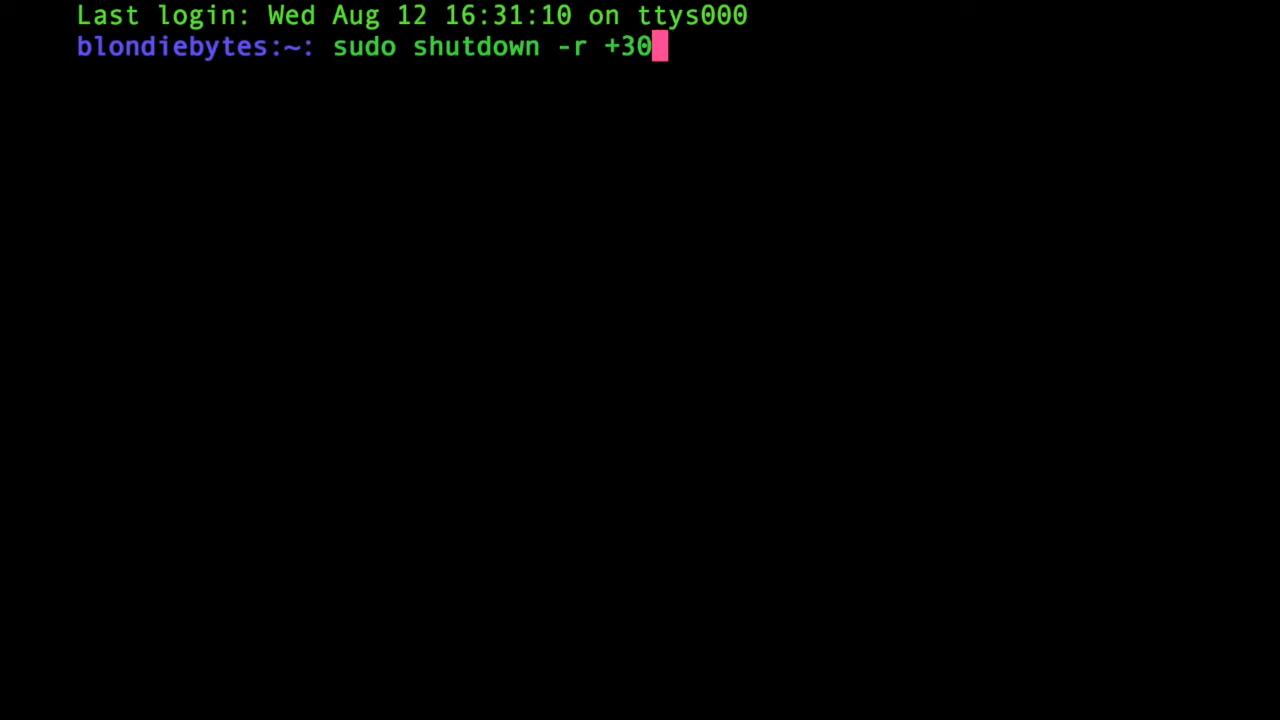 Last login: Wed Aug 12 16:31:10 on ttys000
blondiebytes:~: sudo shutdown -r +30